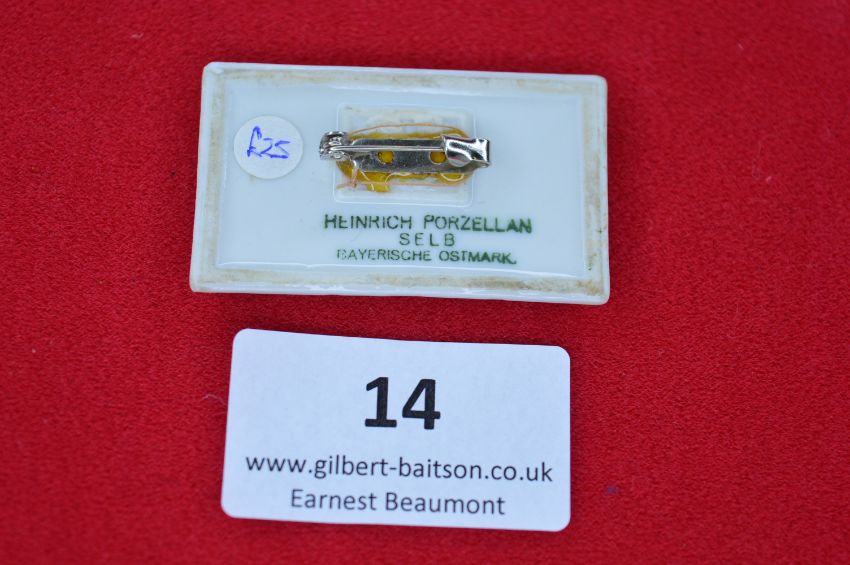 £25
HEINRICH PORZELLAN
SELB
BAYERISCHE OSTMARK.
14
www.gilbert-baitson.co.uk
Earnest Beaumont